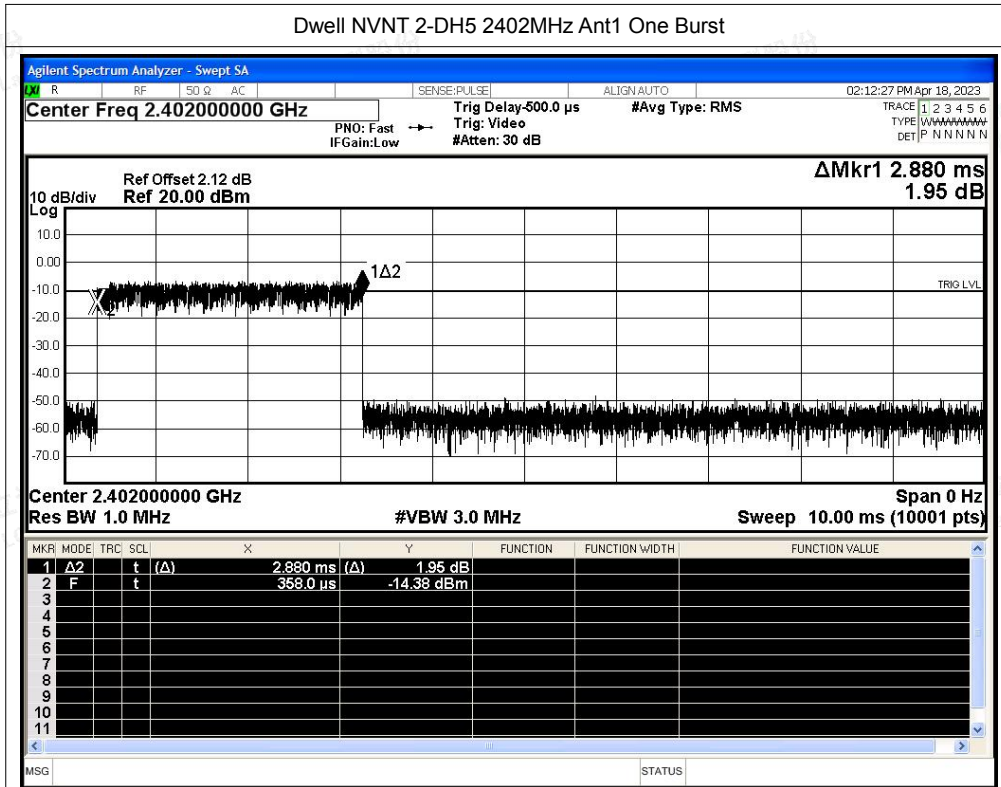 Dwell NVNT 2-DH5 2402MHz Ant1 One Burst
Agilent Spectrum Analyzer - Swept SA
LXI R RF 50 Ω AC SENSE:PULSE ALIGN AUTO 02:12:27 PM Apr 18, 2023
Center Freq 2.402000000 GHz
PNO: Fast
IFGain:Low
Trig Delay-500.0 µs
Trig: Video
#Atten: 30 dB
#Avg Type: RMS
TRACE 1 2 3 4 5 6
TYPE WWWWWW
DET P N N N N N
ΔMkr1 2.880 ms
1.95 dB
Ref Offset 2.12 dB
10 dB/div Ref 20.00 dBm
Log
10.0
0.00
1Δ2
-10.0
TRIG LVL
2
-20.0
-30.0
-40.0
-50.0
-60.0
-70.0
Center 2.402000000 GHz Span 0 Hz
Res BW 1.0 MHz #VBW 3.0 MHz Sweep 10.00 ms (10001 pts)
MKR MODE TRC SCL X Y FUNCTION FUNCTION WIDTH FUNCTION VALUE
1 Δ2 t (Δ) 2.880 ms (Δ) 1.95 dB
2 F t 358.0 µs -14.38 dBm
3
4
5
6
7
8
9
10
11
MSG STATUS